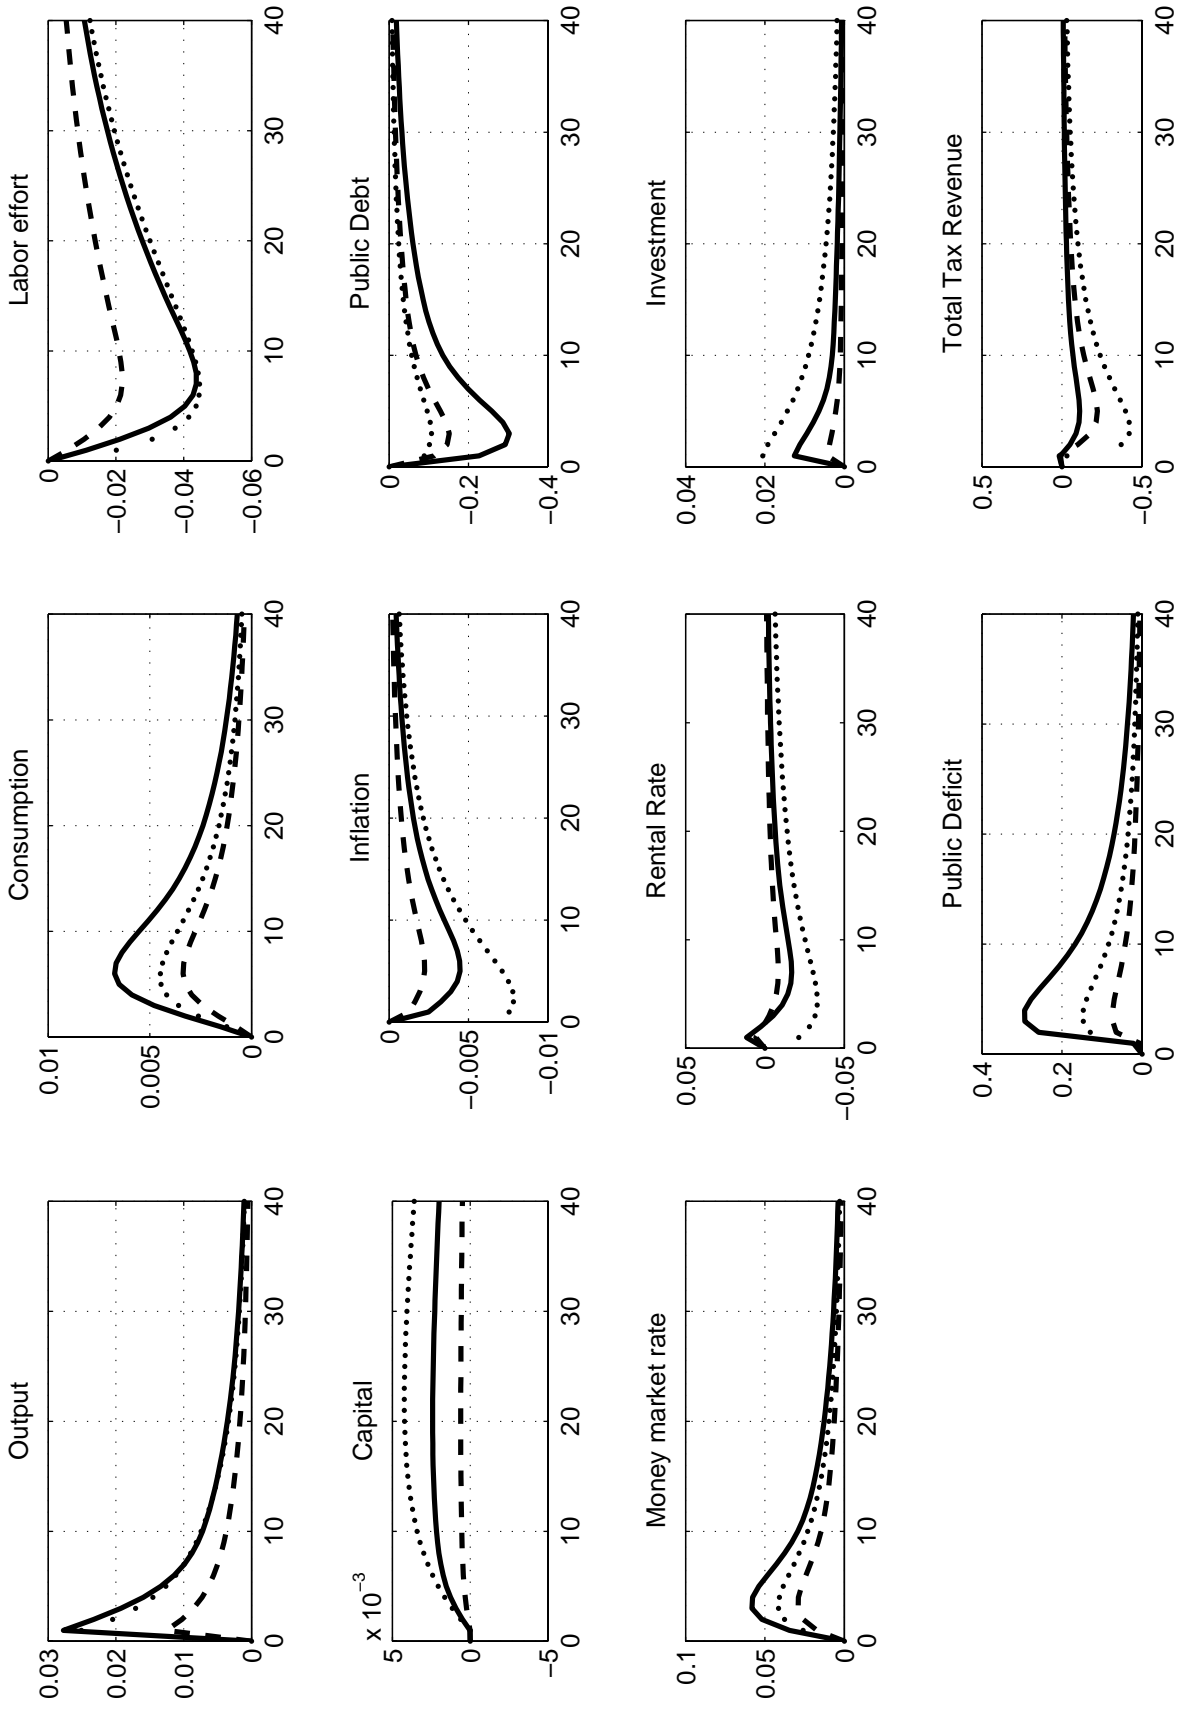 Output
0.03
0.02
0.01
0
0 10 20 30 40
Consumption
0.01
0.005
0
0 10 20 30 40
Labor effort
0
−0.02
−0.04
−0.06
0 10 20 30 40
Capital
x 10−3
5
0
−5
0 10 20 30 40
Inflation
0
−0.005
−0.01
0 10 20 30 40
Public Debt
0
−0.2
−0.4
0 10 20 30 40
Money market rate
0.1
0.05
0
0 10 20 30 40
Rental Rate
0.05
0
−0.05
0 10 20 30 40
Investment
0.04
0.02
0
0 10 20 30 40
Public Deficit
0.4
0.2
0
0 10 20 30 40
Total Tax Revenue
0.5
0
−0.5
0 10 20 30 40